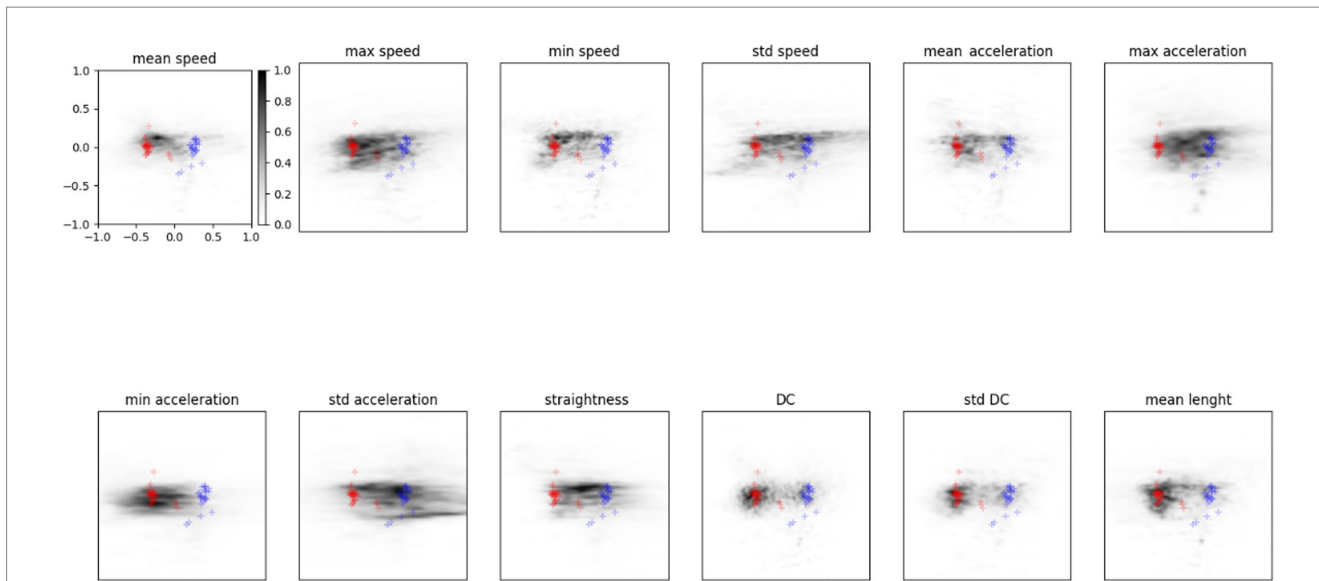 mean speed
max speed
min speed
std speed
mean acceleration
max acceleration
1.0
0.5
0.0
−0.5
−1.0
−1.0 −0.5 0.0 0.5 1.0
1.0
0.8
0.6
0.4
0.2
0.0
min acceleration
std acceleration
straightness
DC
std DC
mean lenght